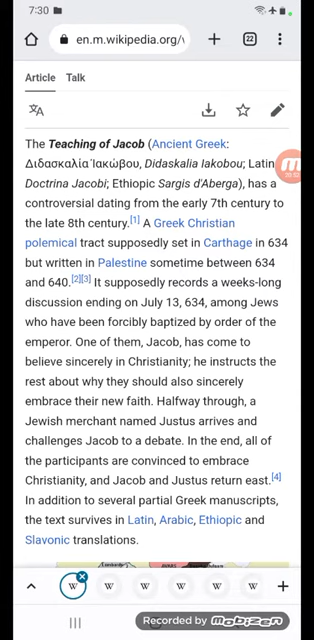 7:30
en.m.wikipedia.org/
22
Article Talk
The Teaching of Jacob (Ancient Greek:
Διδασκαλία Ἰακώβου, Didaskalia Iakobou; Latin
Doctrina Jacobi; Ethiopic Sargis d'Aberga), has a
controversial dating from the early 7th century to
the late 8th century.[1] A Greek Christian
polemical tract supposedly set in Carthage in 634
but written in Palestine sometime between 634
and 640.[2][3] It supposedly records a weeks-long
discussion ending on July 13, 634, among Jews
who have been forcibly baptized by order of the
emperor. One of them, Jacob, has come to
believe sincerely in Christianity; he instructs the
rest about why they should also sincerely
embrace their new faith. Halfway through, a
Jewish merchant named Justus arrives and
challenges Jacob to a debate. In the end, all of
the participants are convinced to embrace
Christianity, and Jacob and Justus return east.[4]
In addition to several partial Greek manuscripts,
the text survives in Latin, Arabic, Ethiopic and
Slavonic translations.
W W W W W W
Recorded by Mobizen